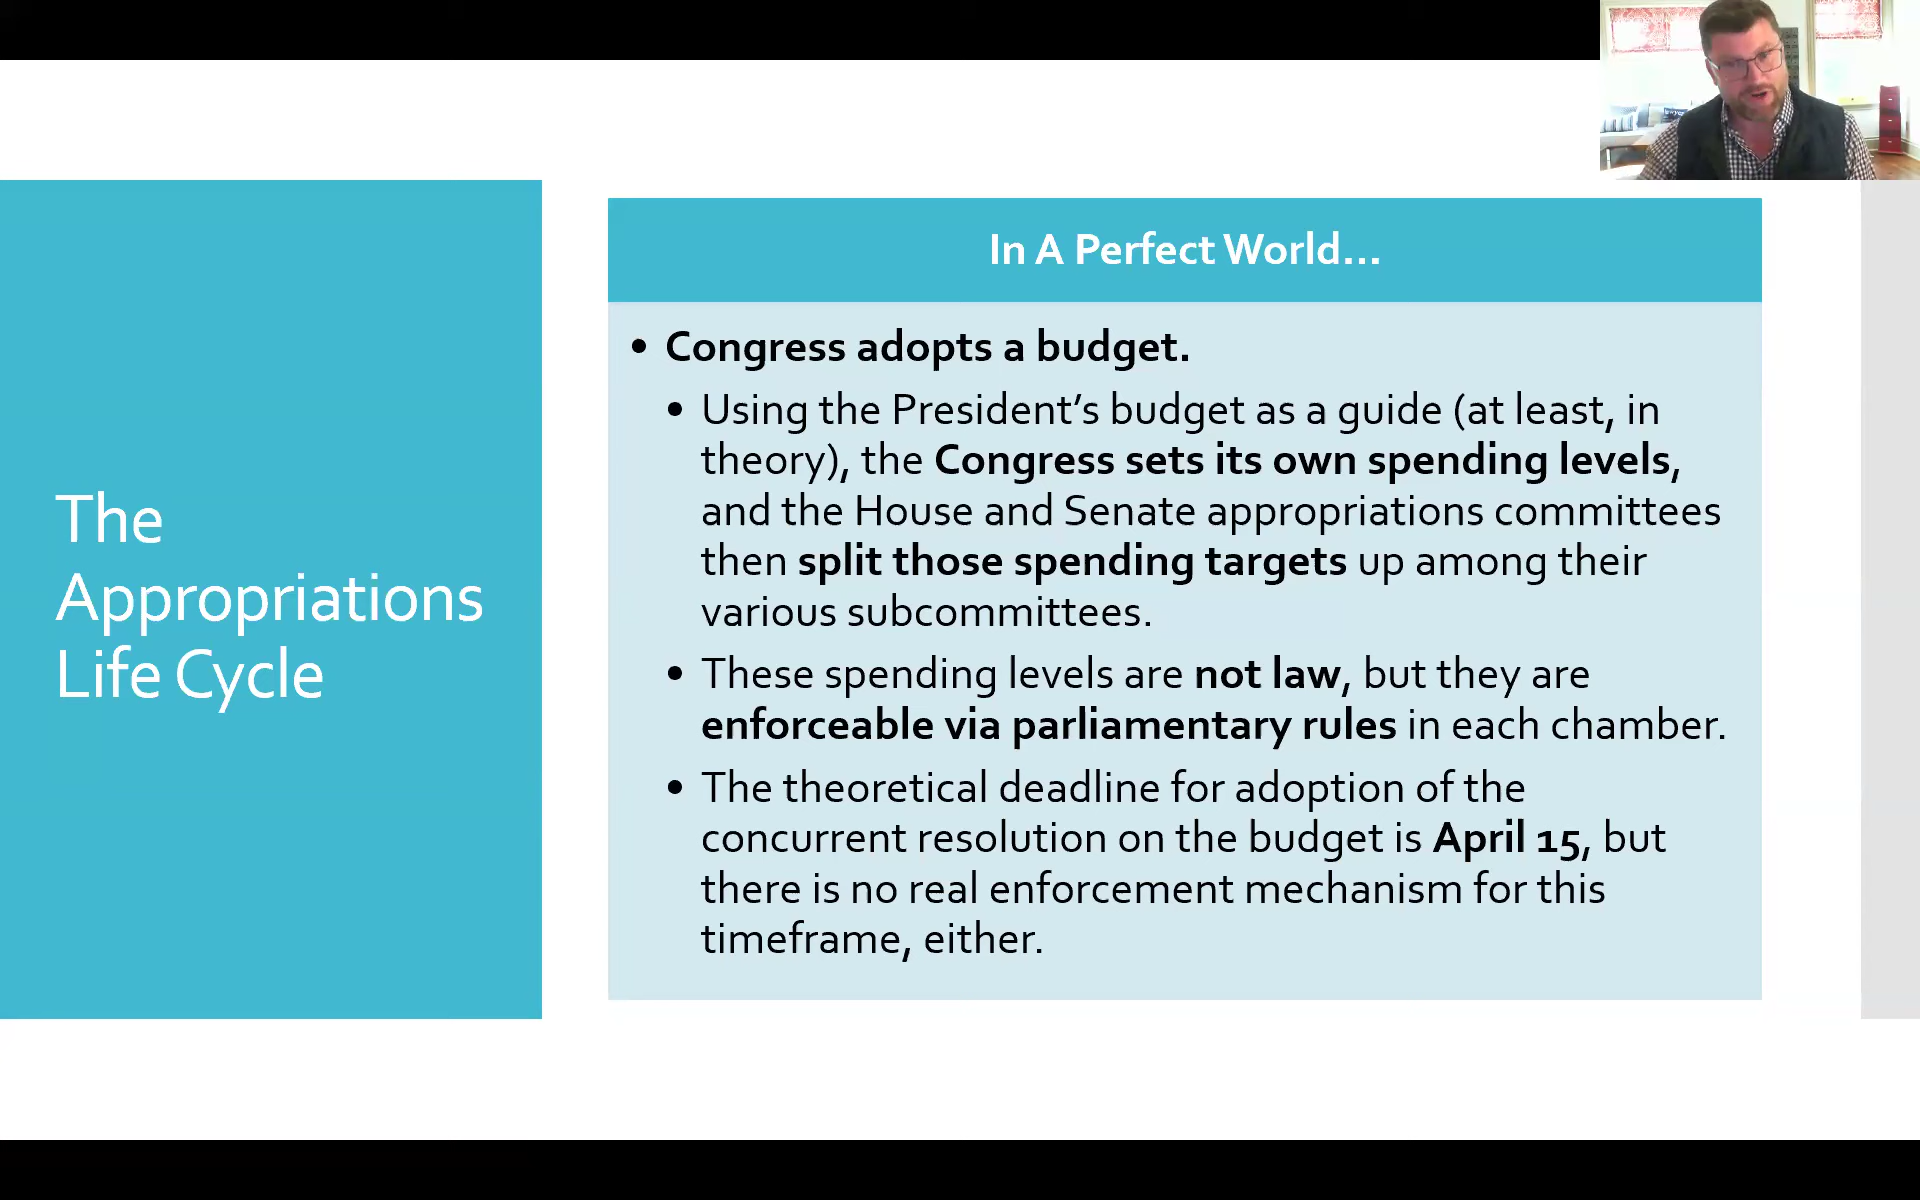 The
Appropriations
Life Cycle
In A Perfect World...
• Congress adopts a budget.
• Using the President's budget as a guide (at least, in
theory), the Congress sets its own spending levels,
and the House and Senate appropriations committees
then split those spending targets up among their
various subcommittees.
• These spending levels are not law, but they are
enforceable via parliamentary rules in each chamber.
• The theoretical deadline for adoption of the
concurrent resolution on the budget is April 15, but
there is no real enforcement mechanism for this
timeframe, either.